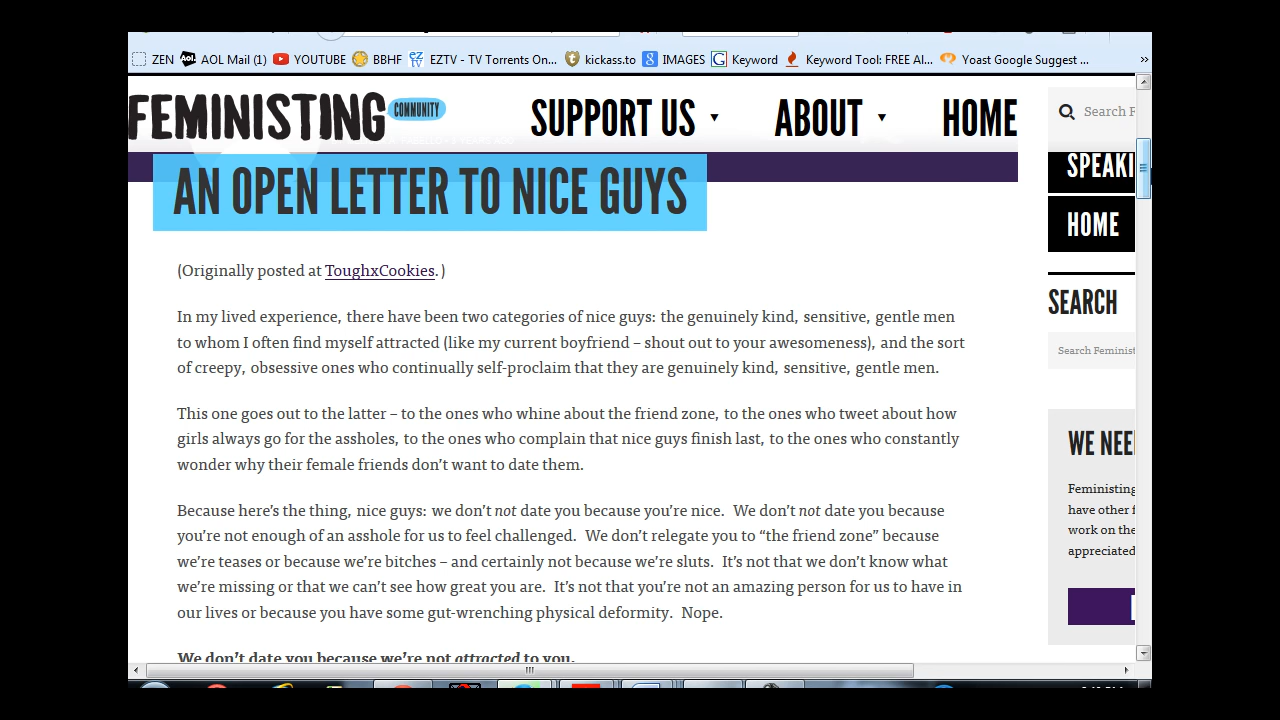 ZEN AOL Mail (1) YOUTUBE BBHF EZTV - TV Torrents On... kickass.to IMAGES Keyword Keyword Tool: FREE Al... Yoast Google Suggest ... »
FEMINISTING COMMUNITY SUPPORT US ABOUT HOME
Search F
AN OPEN LETTER TO NICE GUYS
SPEAKI
HOME
(Originally posted at ToughxCookies.)
In my lived experience, there have been two categories of nice guys: the genuinely kind, sensitive, gentle men
to whom I often find myself attracted (like my current boyfriend – shout out to your awesomeness), and the sort
of creepy, obsessive ones who continually self-proclaim that they are genuinely kind, sensitive, gentle men.
This one goes out to the latter – to the ones who whine about the friend zone, to the ones who tweet about how
girls always go for the assholes, to the ones who complain that nice guys finish last, to the ones who constantly
wonder why their female friends don't want to date them.
Because here's the thing, nice guys: we don't not date you because you're nice. We don't not date you because
you're not enough of an asshole for us to feel challenged. We don't relegate you to “the friend zone” because
we're teases or because we're bitches – and certainly not because we're sluts. It's not that we don't know what
we're missing or that we can't see how great you are. It's not that you're not an amazing person for us to have in
our lives or because you have some gut-wrenching physical deformity. Nope.
We don't date you because we're not attracted to you.
SEARCH
Search Feminist
WE NEE
Feministing
have other f
work on the
appreciated